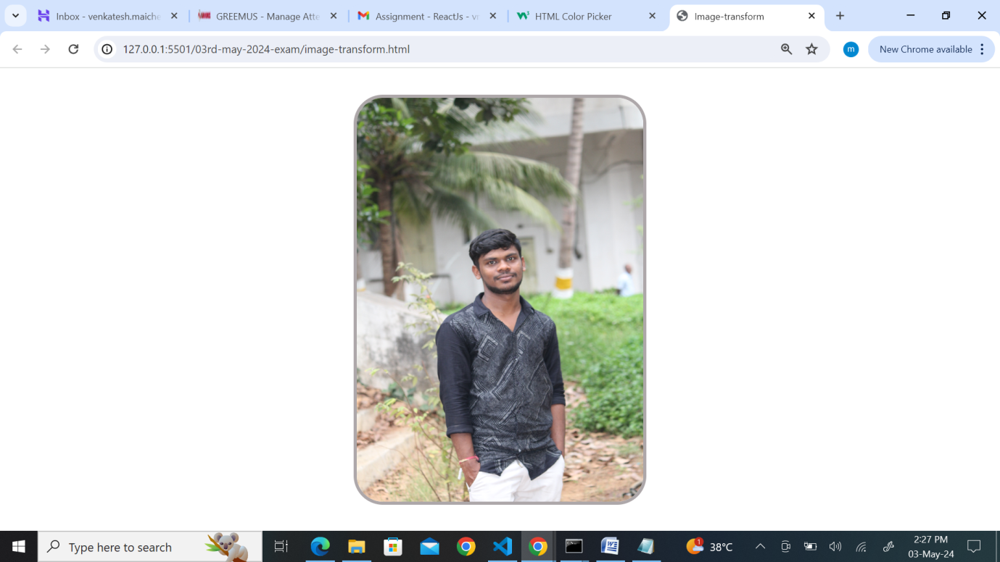 Inbox - venkatesh.maiche
GREEMUS - Manage Atte
Assignment - ReactJs - vr
HTML Color Picker
Image-transform
127.0.0.1:5501/03rd-may-2024-exam/image-transform.html
m
New Chrome available
Type here to search
1
38°C
2:27 PM
03-May-24